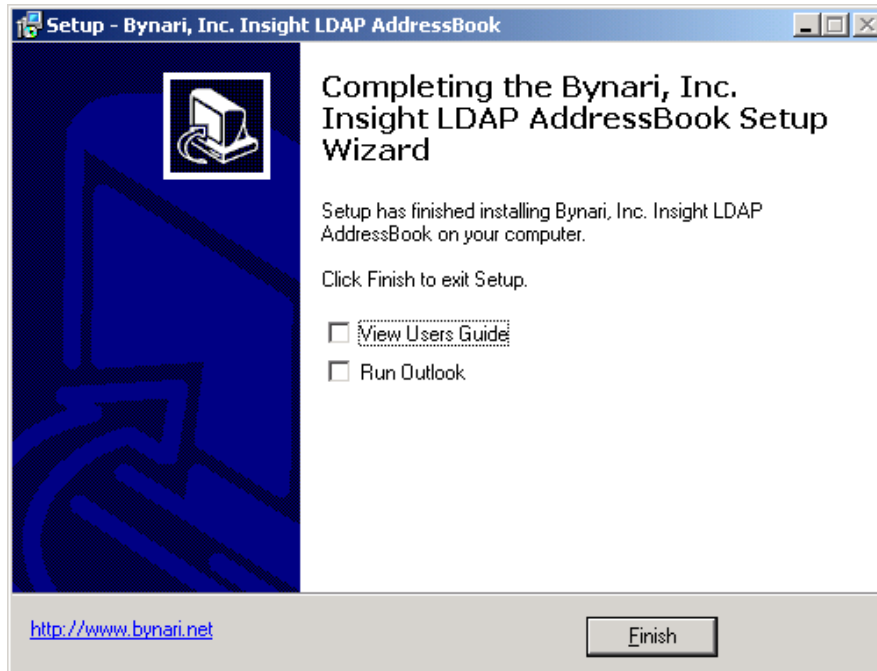 Setup - Bynari, Inc. Insight LDAP AddressBook
Completing the Bynari, Inc.
Insight LDAP AddressBook Setup
Wizard
Setup has finished installing Bynari, Inc. Insight LDAP
AddressBook on your computer.
Click Finish to exit Setup.
View Users Guide
Run Outlook
http://www.bynari.net
Finish